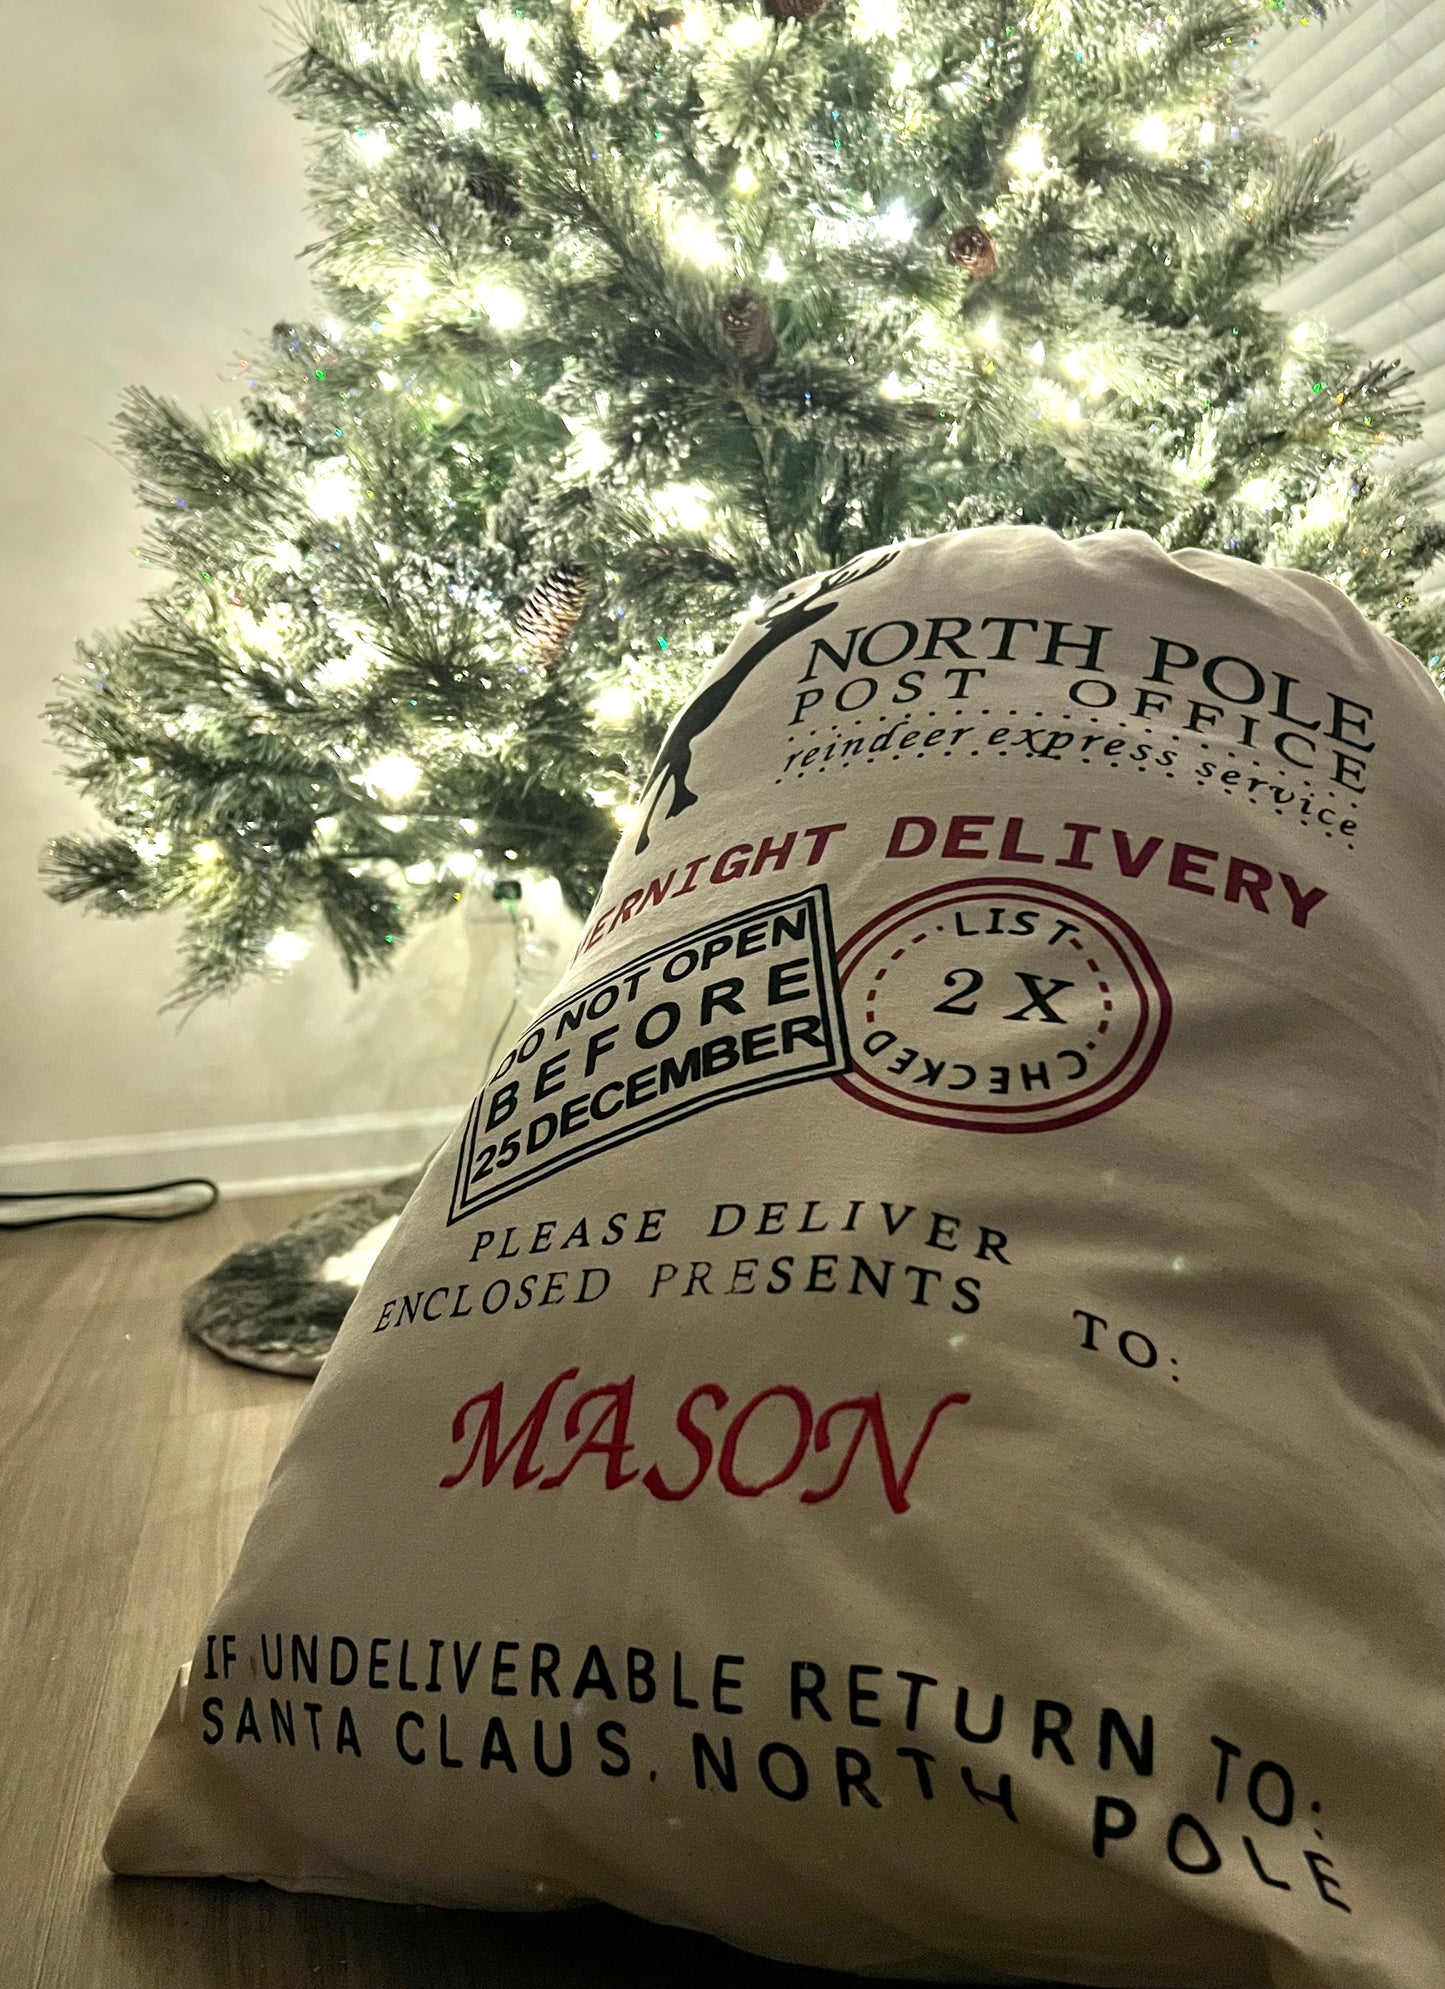 NORTH POLE
POST OFFICE
reindeer express service
DELIVERY
DO NOT OPEN
BEFORE
25 DECEMBER
LIST
2 X
CHECKED
PLEASE DELIVER
ENCLOSED PRESENTS TO:
MASON
IF UNDELIVERABLE RETURN TO:
SANTA CLAUS, NORTH POLE